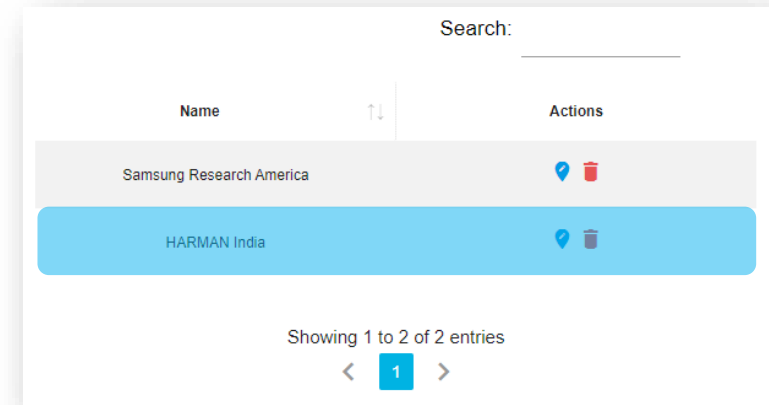 Search:
Name Actions
Samsung Research America
HARMAN India
Showing 1 to 2 of 2 entries
1